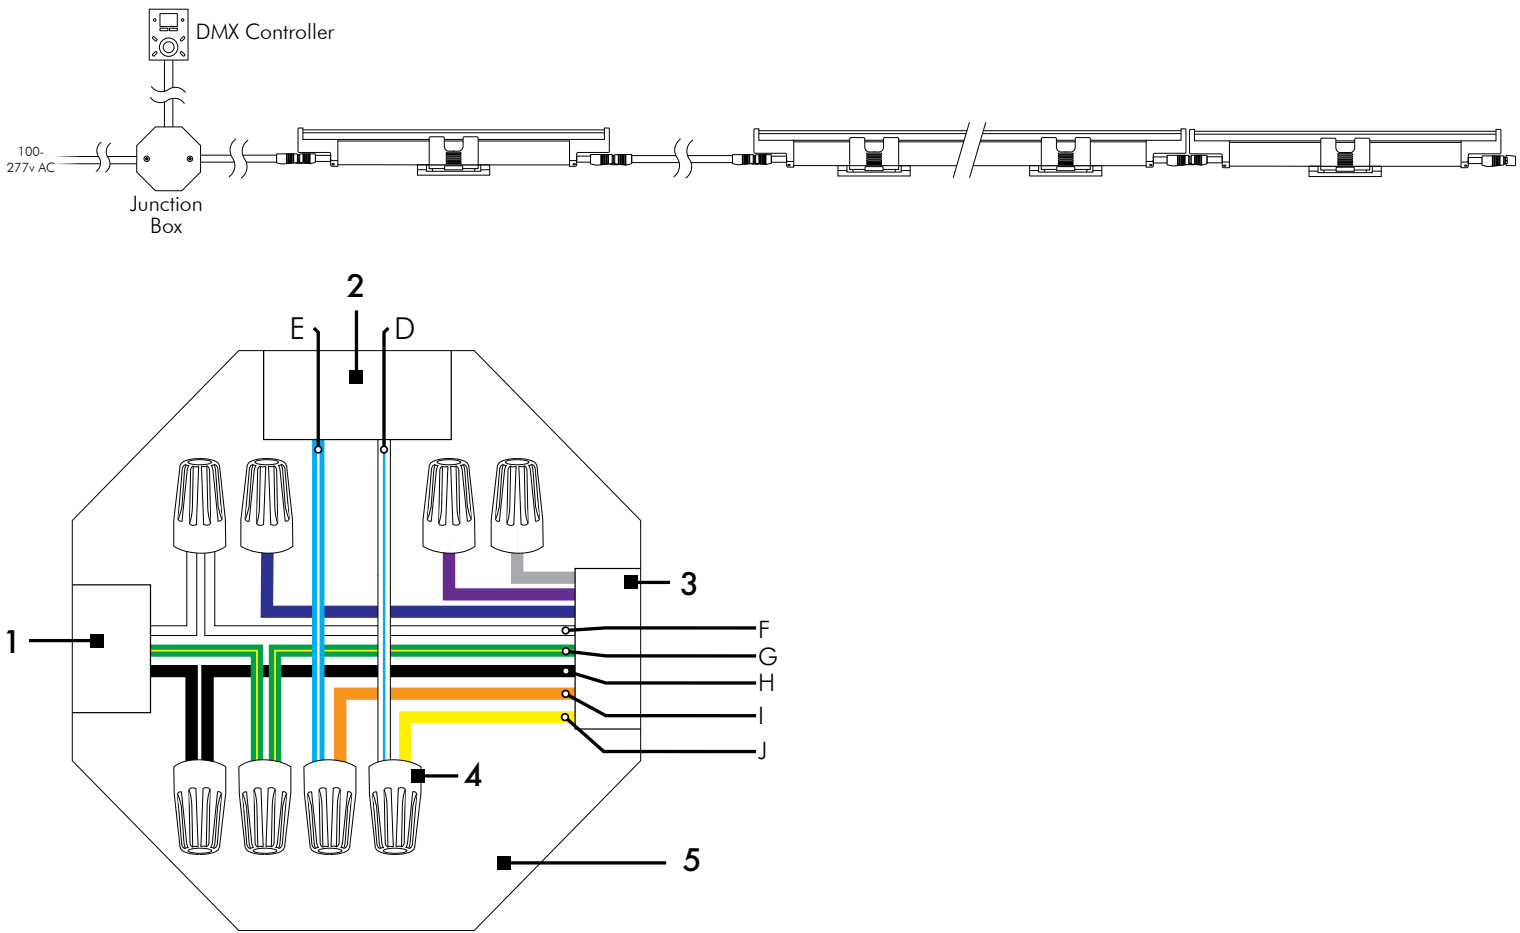 DMX Controller
100-
277v AC
Junction
Box
2
E
D
3
1
F
G
H
I
J
4
5